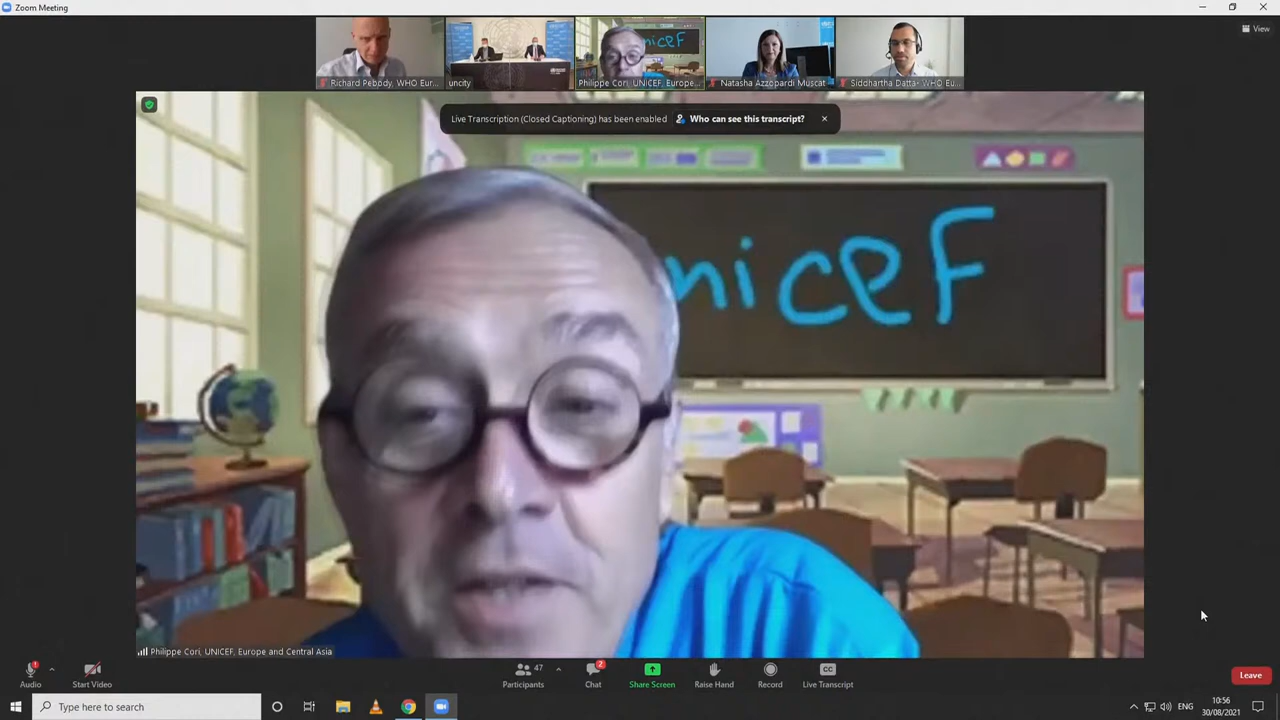 Zoom Meeting
View
Richard Pebody, WHO Eur...
uncity
Philippe Cori, UNICEF, Europe...
Natasha Azzopardi Muscat
Siddhartha Datta- WHO Eu...
Live Transcription (Closed Captioning) has been enabled
Who can see this transcript?
nicef
Philippe Cori, UNICEF, Europe and Central Asia
Audio
Start Video
47
Participants
2
Chat
Share Screen
Raise Hand
Record
CC
Live Transcript
Leave
Type here to search
ENG
10:56
30/08/2021